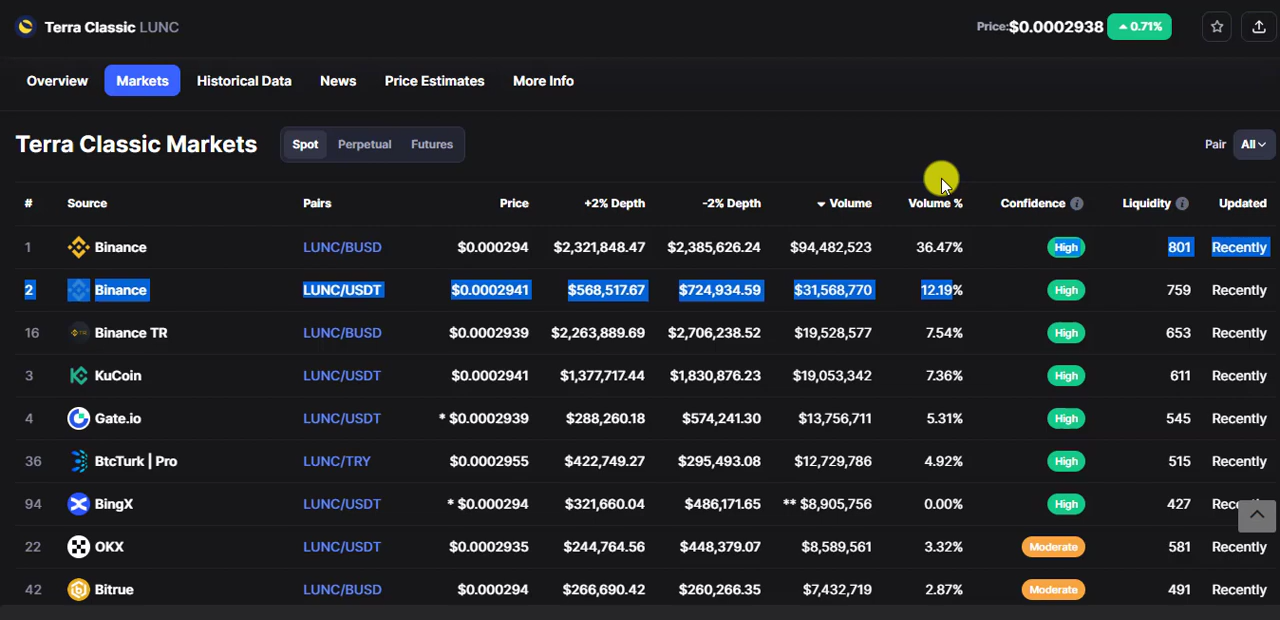 Terra Classic LUNC Price:$0.0002938 0.71%
Overview Markets Historical Data News Price Estimates More Info
Terra Classic Markets Spot Perpetual Futures Pair All
# Source Pairs Price +2% Depth -2% Depth Volume Volume % Confidence Liquidity Updated
1 Binance LUNC/BUSD $0.000294 $2,321,848.47 $2,385,626.24 $94,482,523 36.47% High 801 Recently
2 Binance LUNC/USDT $0.0002941 $568,517.67 $724,934.59 $31,568,770 12.19% High 759 Recently
16 Binance TR LUNC/BUSD $0.0002939 $2,263,889.69 $2,706,238.52 $19,528,577 7.54% High 653 Recently
3 KuCoin LUNC/USDT $0.0002941 $1,377,717.44 $1,830,876.23 $19,053,342 7.36% High 611 Recently
4 Gate.io LUNC/USDT * $0.0002939 $288,260.18 $574,241.30 $13,756,711 5.31% High 545 Recently
36 BtcTurk | Pro LUNC/TRY $0.0002955 $422,749.27 $295,493.08 $12,729,786 4.92% High 515 Recently
94 BingX LUNC/USDT * $0.000294 $321,660.04 $486,171.65 ** $8,905,756 0.00% High 427
22 OKX LUNC/USDT $0.0002935 $244,764.56 $448,379.07 $8,589,561 3.32% Moderate 581 Recently
42 Bitrue LUNC/BUSD $0.000294 $266,690.42 $260,266.35 $7,432,719 2.87% Moderate 491 Recently